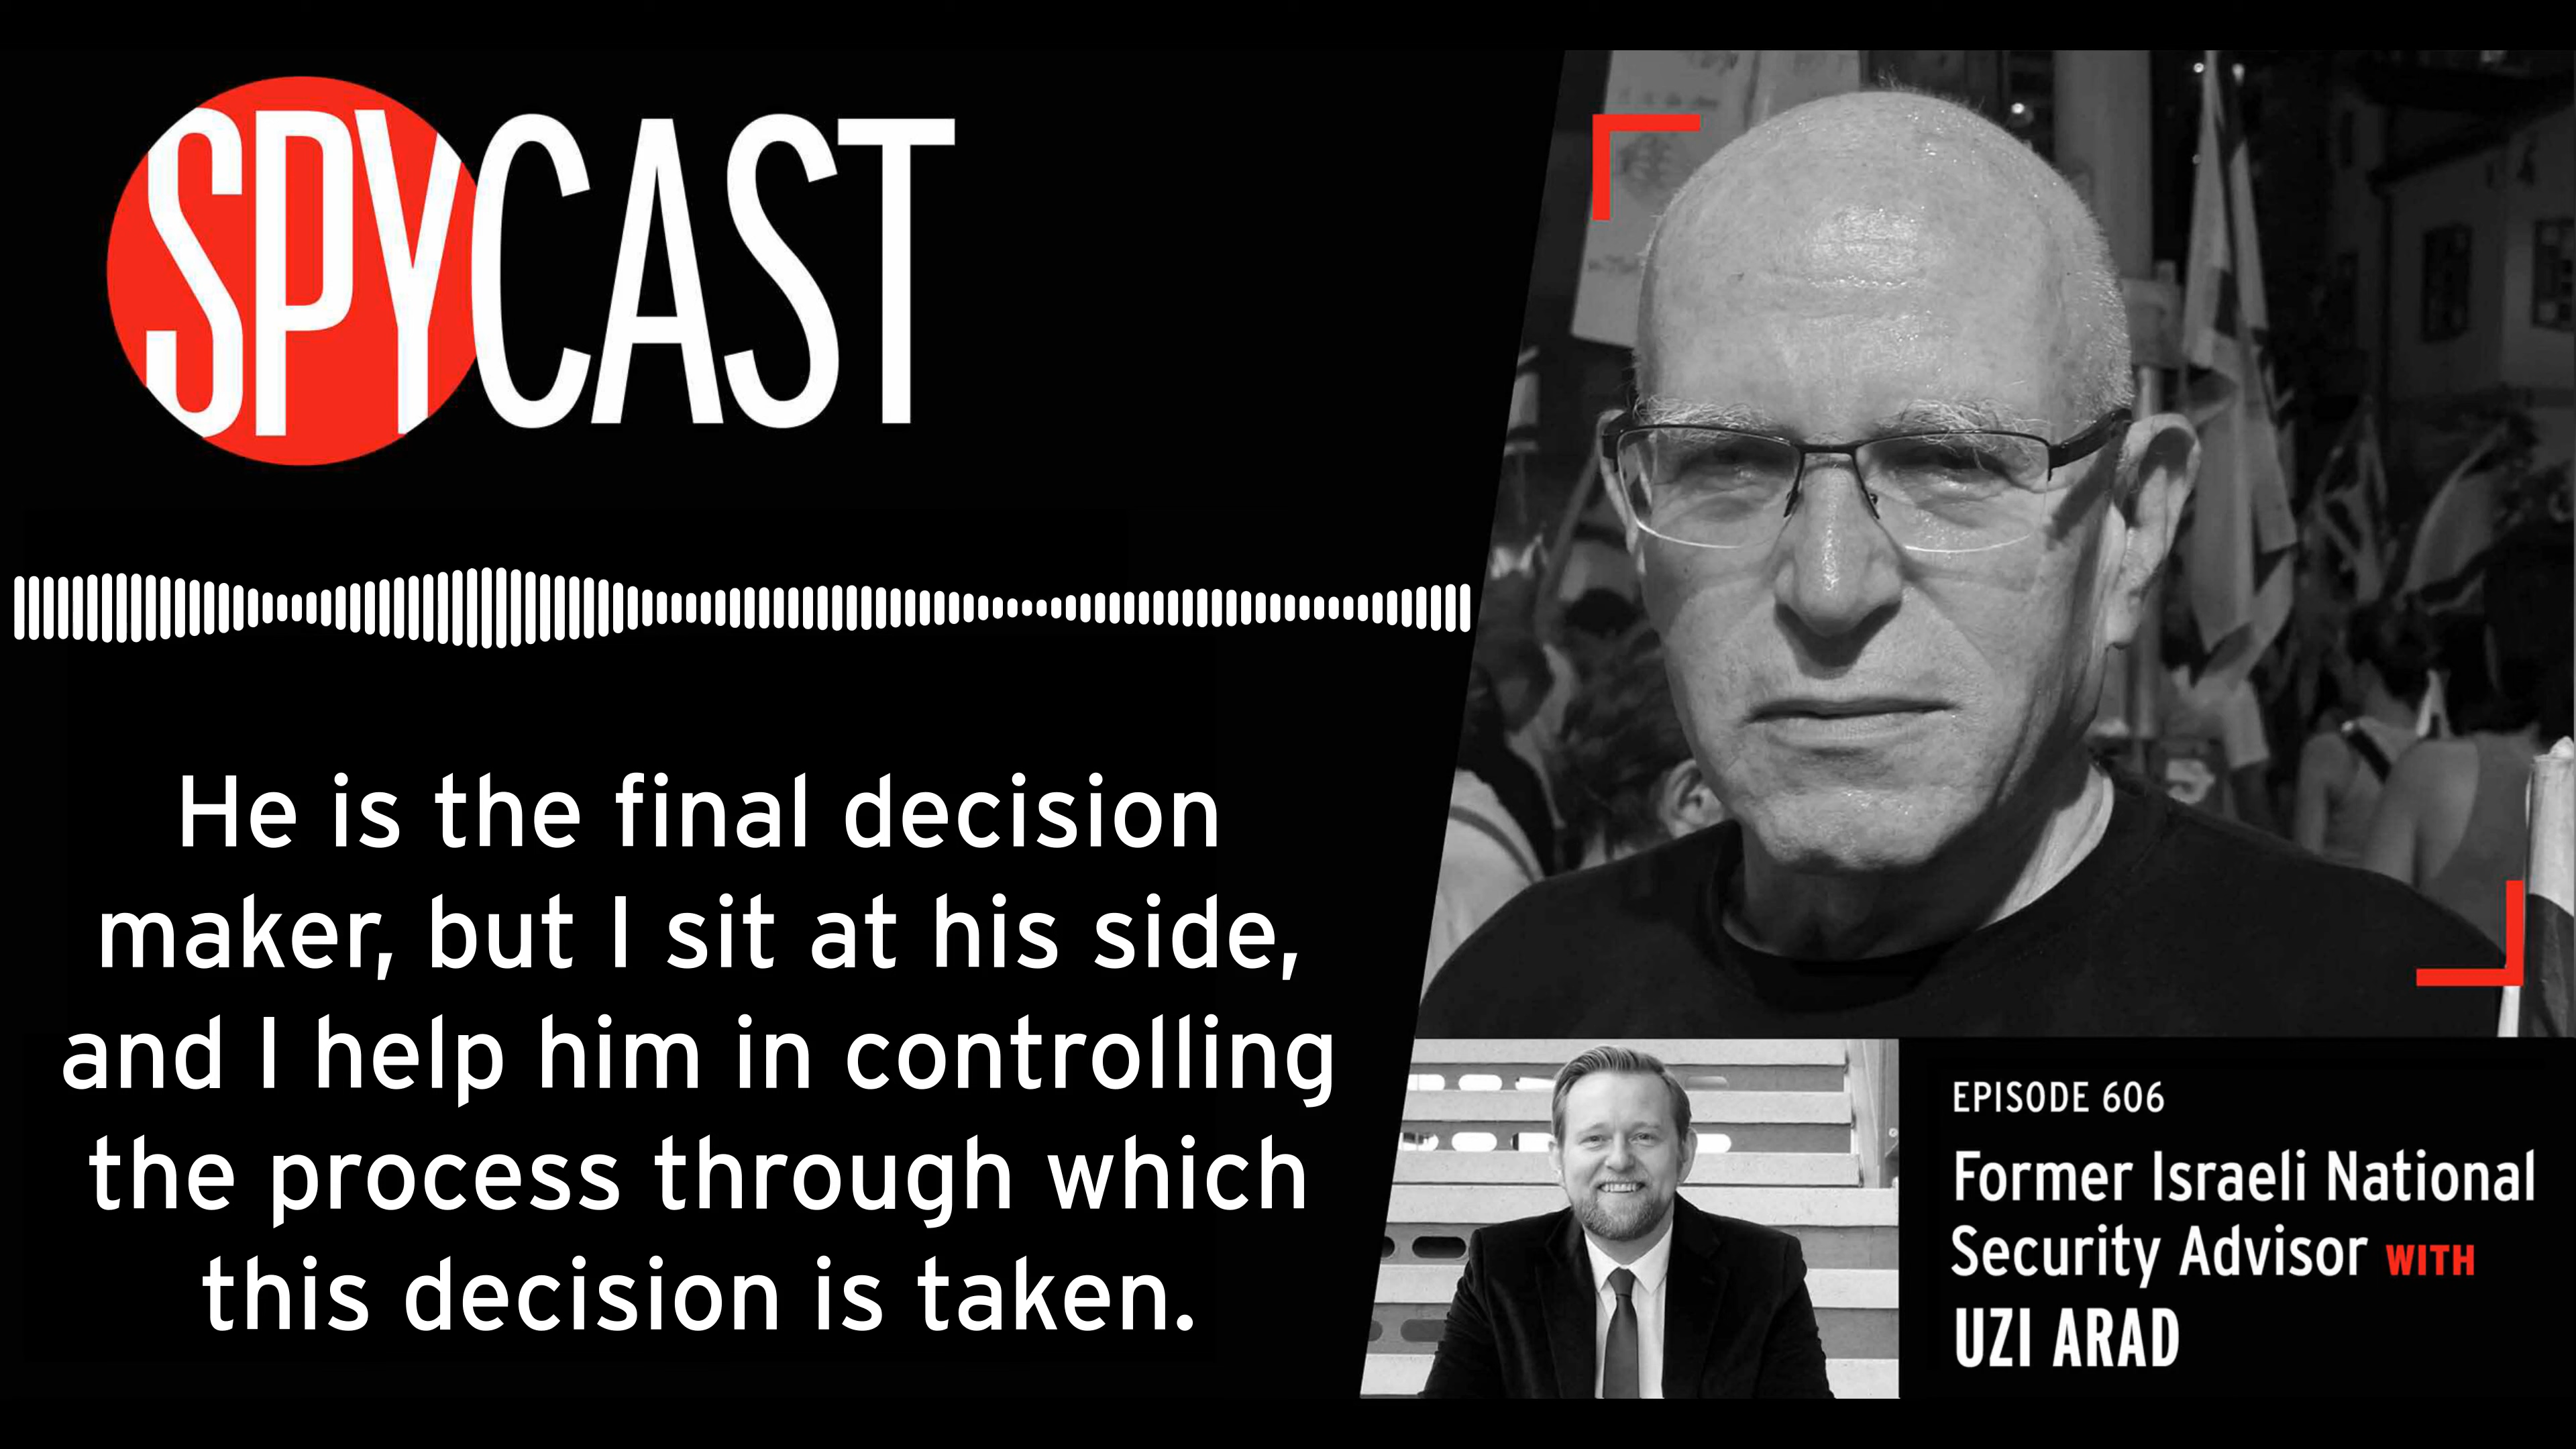 SPYCAST
He is the final decision
maker, but I sit at his side,
and I help him in controlling
the process through which
this decision is taken.
EPISODE 606
Former Israeli National
Security Advisor WITH
UZI ARAD